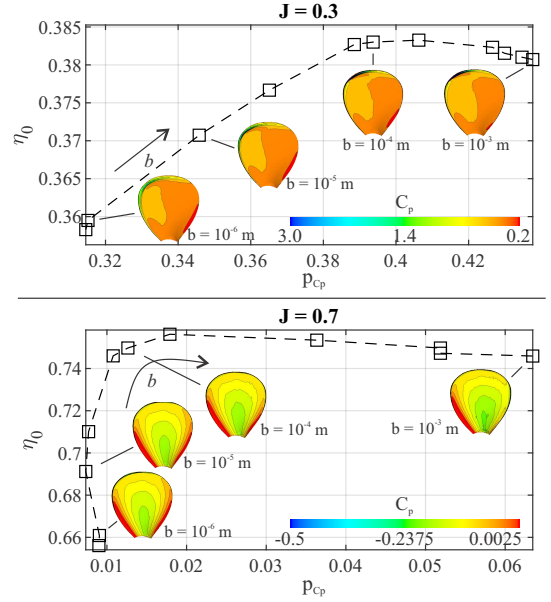 J = 0.3
0.385
0.38
0.375
0.37
0.365
0.36
η₀
b
b = 10⁻⁶ m
b = 10⁻⁵ m
b = 10⁻⁴ m
b = 10⁻³ m
Cₚ
3.0 1.4 0.2
0.32 0.34 0.36 0.38 0.4 0.42
p_Cp
J = 0.7
0.74
0.72
0.7
0.68
0.66
η₀
b
b = 10⁻⁴ m
b = 10⁻³ m
b = 10⁻⁵ m
b = 10⁻⁶ m
Cₚ
-0.5 -0.2375 0.0025
0.01 0.02 0.03 0.04 0.05 0.06
p_Cp